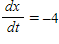 dx/dt = –4